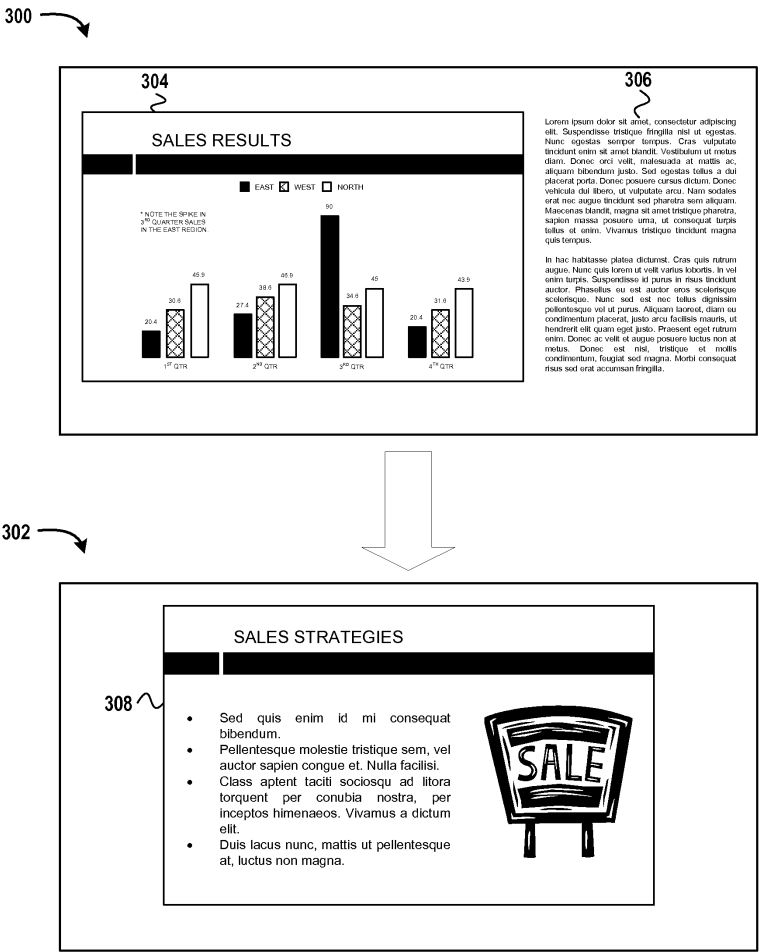 300
304
306
SALES RESULTS
EAST WEST NORTH
* NOTE THE SPIKE IN
3RD QUARTER SALES
IN THE EAST REGION.
20.4 30.6 45.9
27.4 38.6 46.9
90 34.6 45
20.4 31.6 43.9
1ST QTR 2ND QTR 3RD QTR 4TH QTR
Lorem ipsum dolor sit amet, consectetur adipiscing
elit. Suspendisse tristique fringilla nisl ut egestas.
Nunc egestas semper tempus. Cras vulputate
tincidunt enim sit amet blandit. Vestibulum ut metus
diam. Donec orci velit, malesuada at mattis ac,
aliquam bibendum justo. Sed egestas tellus a dui
placerat porta. Donec posuere cursus dictum. Donec
vehicula dui libero, ut vulputate arcu. Nam sodales
erat nec augue tincidunt sed pharetra sem aliquam.
Maecenas blandit, magna sit amet tristique pharetra,
sapien massa posuere urna, ut consequat turpis
tellus et enim. Vivamus tristique tincidunt magna
quis tempus.
In hac habitasse platea dictumst. Cras quis rutrum
augue. Nunc quis lorem ut velit varius lobortis. In vel
enim turpis. Suspendisse id purus in risus tincidunt
auctor. Phasellus eu est auctor eros scelerisque
scelerisque. Nunc sed est nec tellus dignissim
pellentesque vel ut purus. Aliquam laoreet, diam eu
condimentum placerat, justo arcu facilisis mauris, ut
hendrerit elit quam eget justo. Praesent eget rutrum
enim. Donec ac velit et augue posuere luctus non at
metus. Donec est nisl, tristique et mollis
condimentum, feugiat sed magna. Morbi consequat
risus sed erat accumsan fringilla.
302
SALES STRATEGIES
308
• Sed quis enim id mi consequat
bibendum.
• Pellentesque molestie tristique sem, vel
auctor sapien congue et. Nulla facilisi.
• Class aptent taciti sociosqu ad litora
torquent per conubia nostra, per
inceptos himenaeos. Vivamus a dictum
elit.
• Duis lacus nunc, mattis ut pellentesque
at, luctus non magna.
SALE